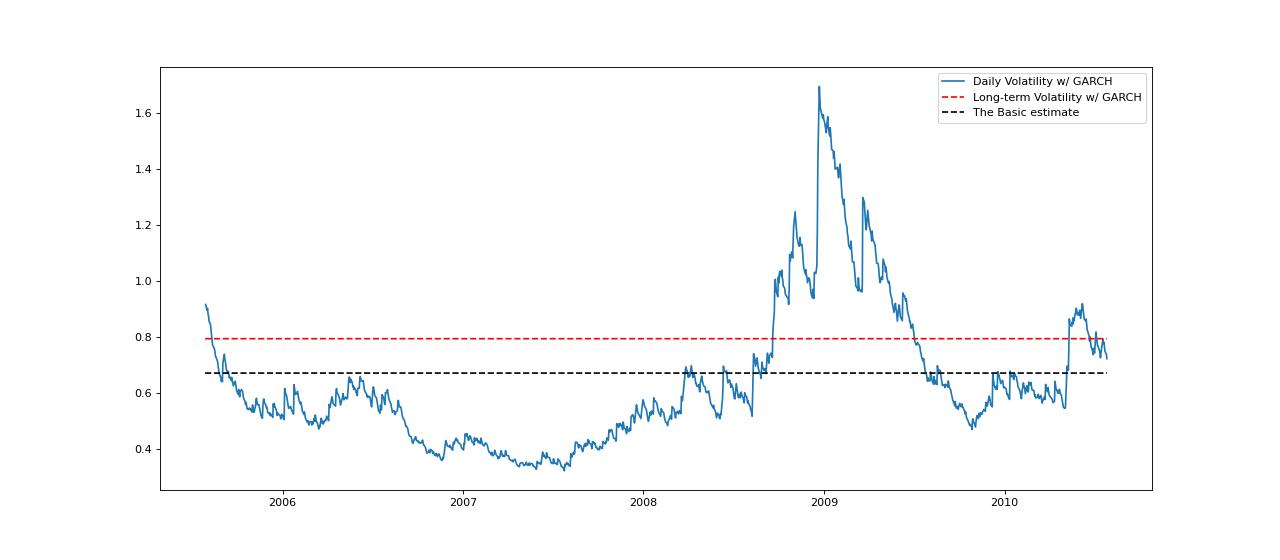 Daily Volatility w/ GARCH
Long-term Volatility w/ GARCH
The Basic estimate
1.6
1.4
1.2
1.0
0.8
0.6
0.4
2006 2007 2008 2009 2010